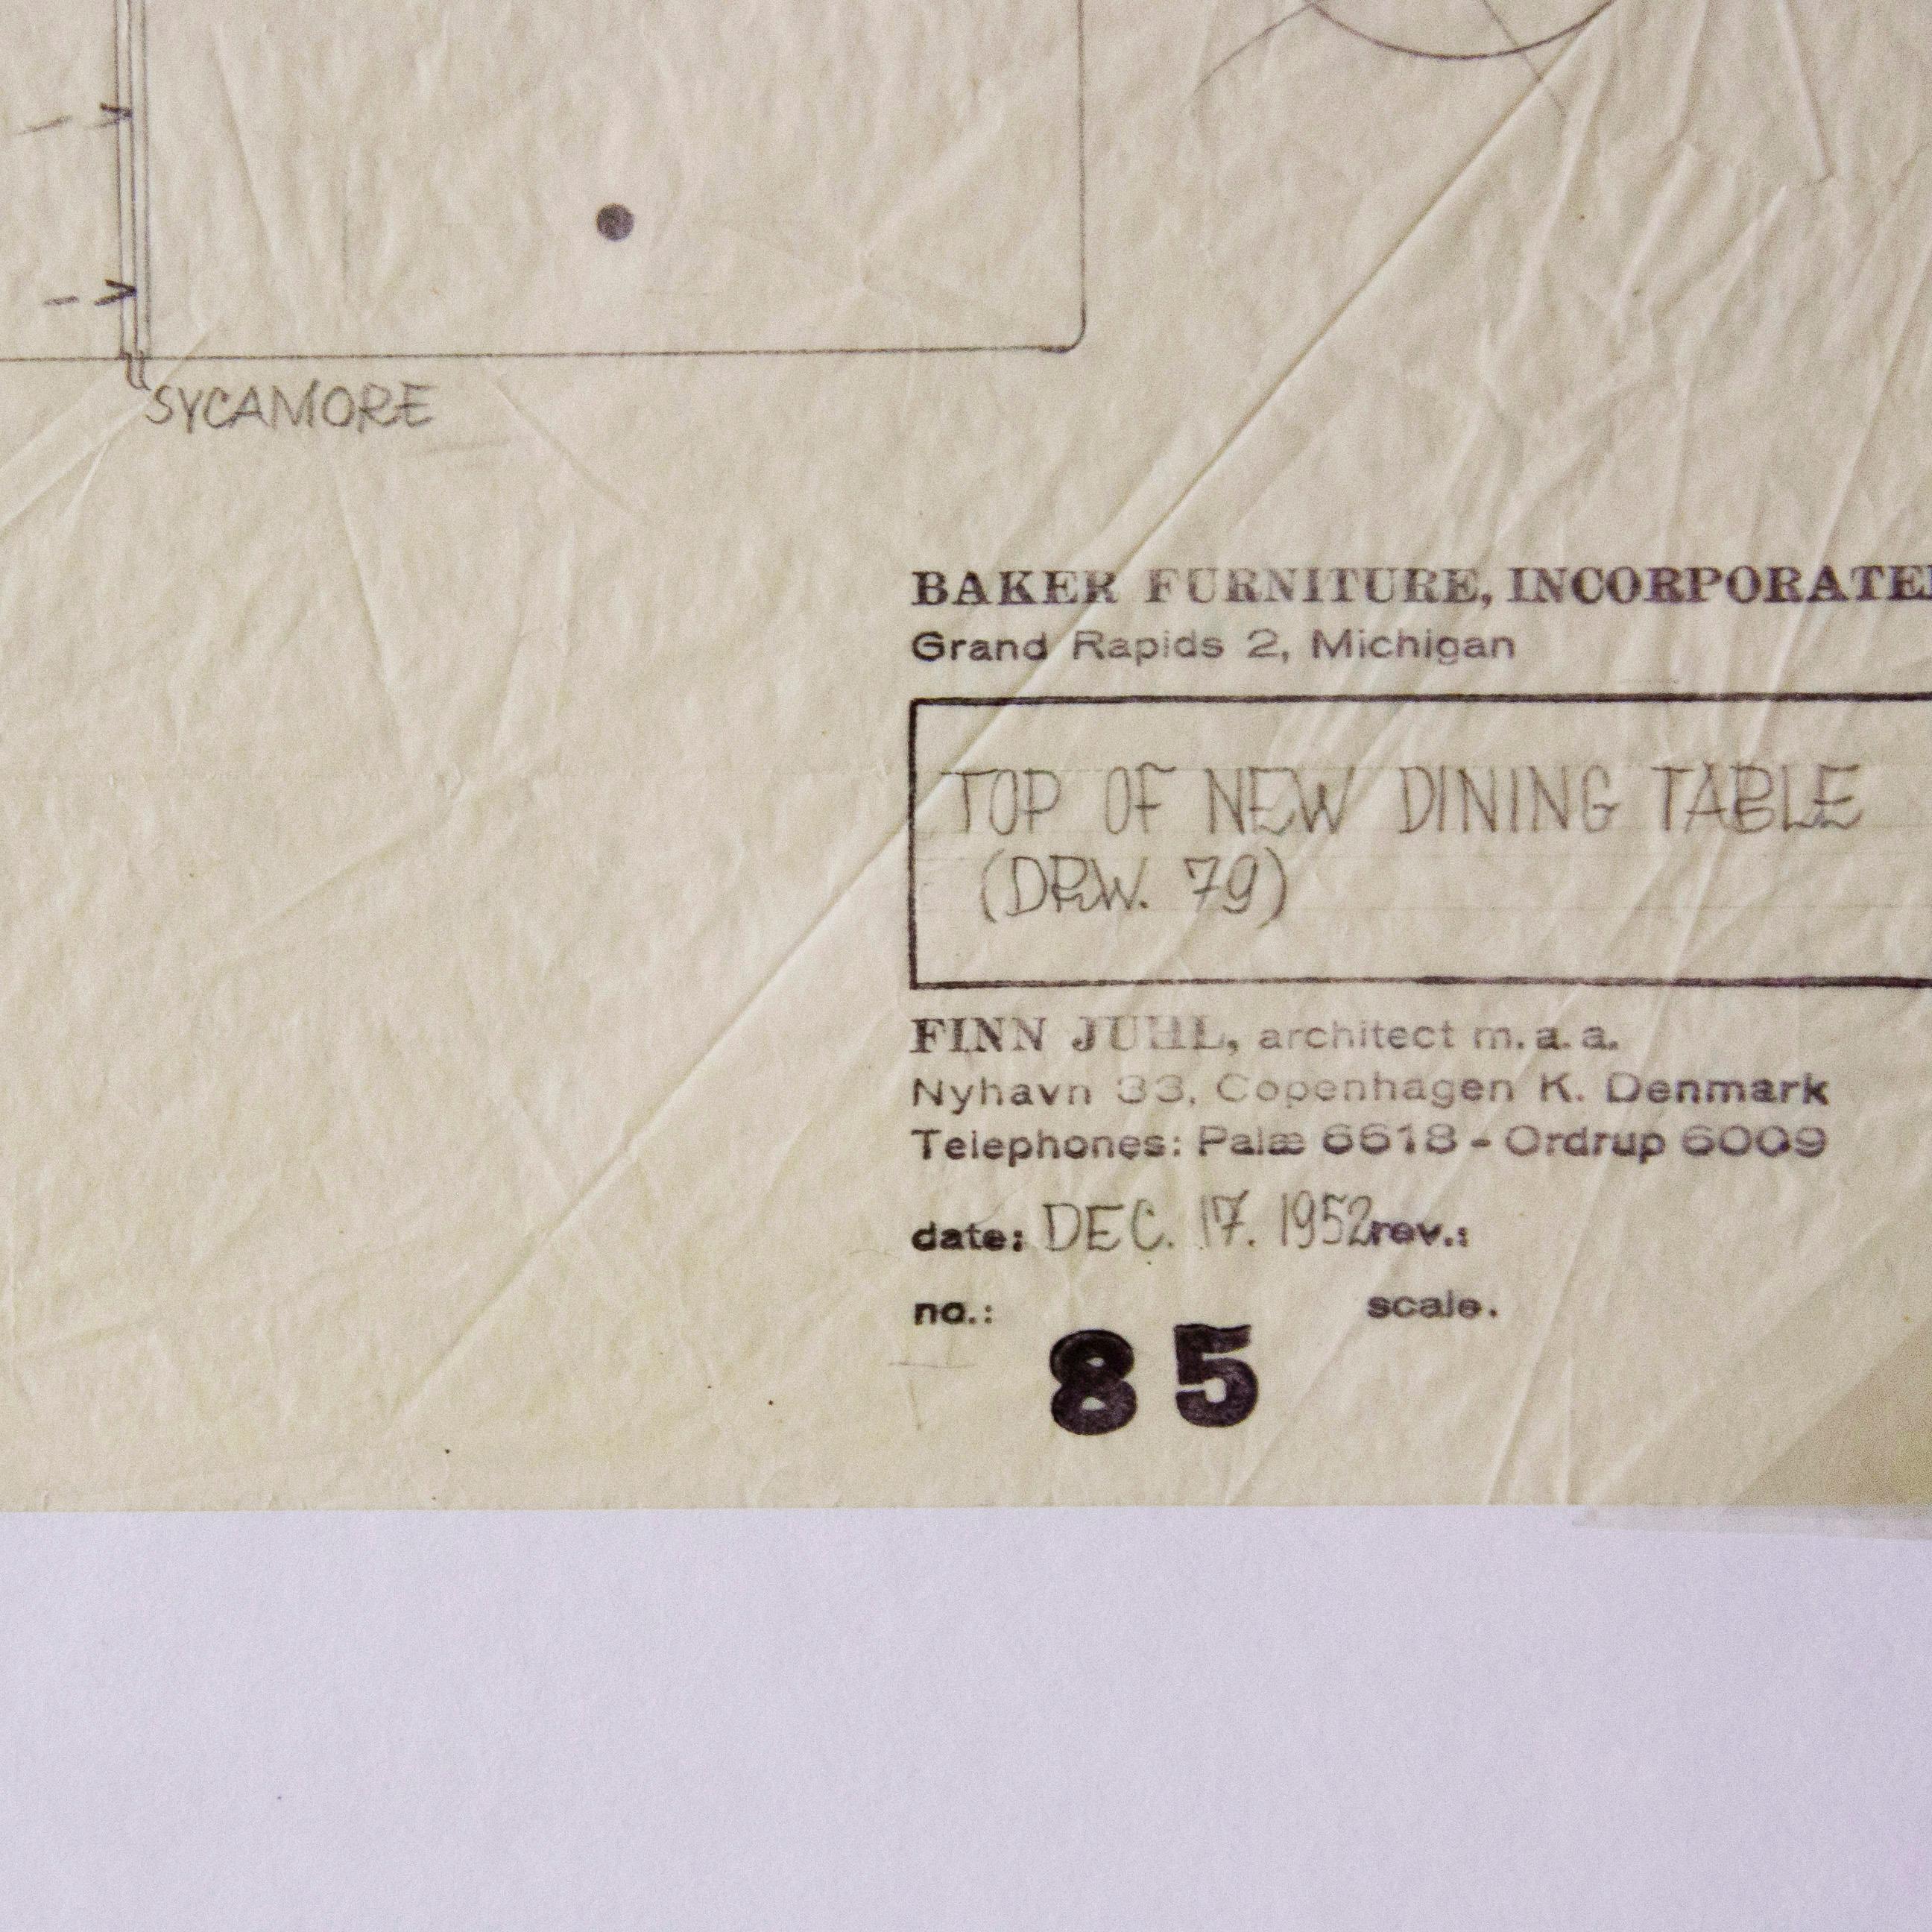 SYCAMORE
BAKER FURNITURE, INCORPORATED
Grand Rapids 2, Michigan
TOP OF NEW DINING TABLE
(DRW. 79)
FINN JUHL, architect m.a.a.
Nyhavn 33, Copenhagen K. Denmark
Telephones: Palæ 6618 - Ordrup 6009
date: DEC. 17. 1952 rev.:
no.: scale.
85